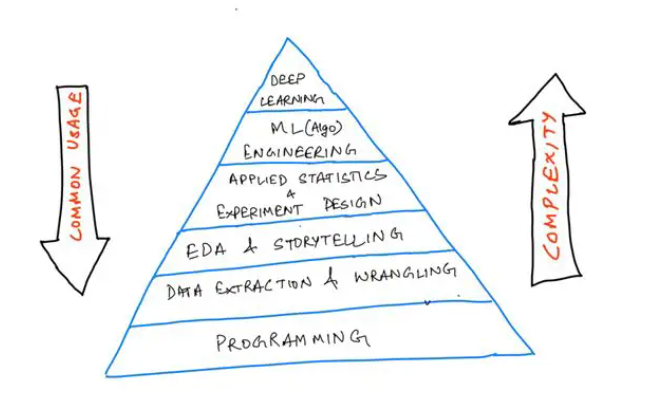 COMMON USAGE
DEEP
LEARNING
ML(Algo)
ENGINEERING
APPLIED STATISTICS
&
EXPERIMENT DESIGN
EDA & STORYTELLING
DATA EXTRACTION & WRANGLING
PROGRAMMING
COMPLEXITY